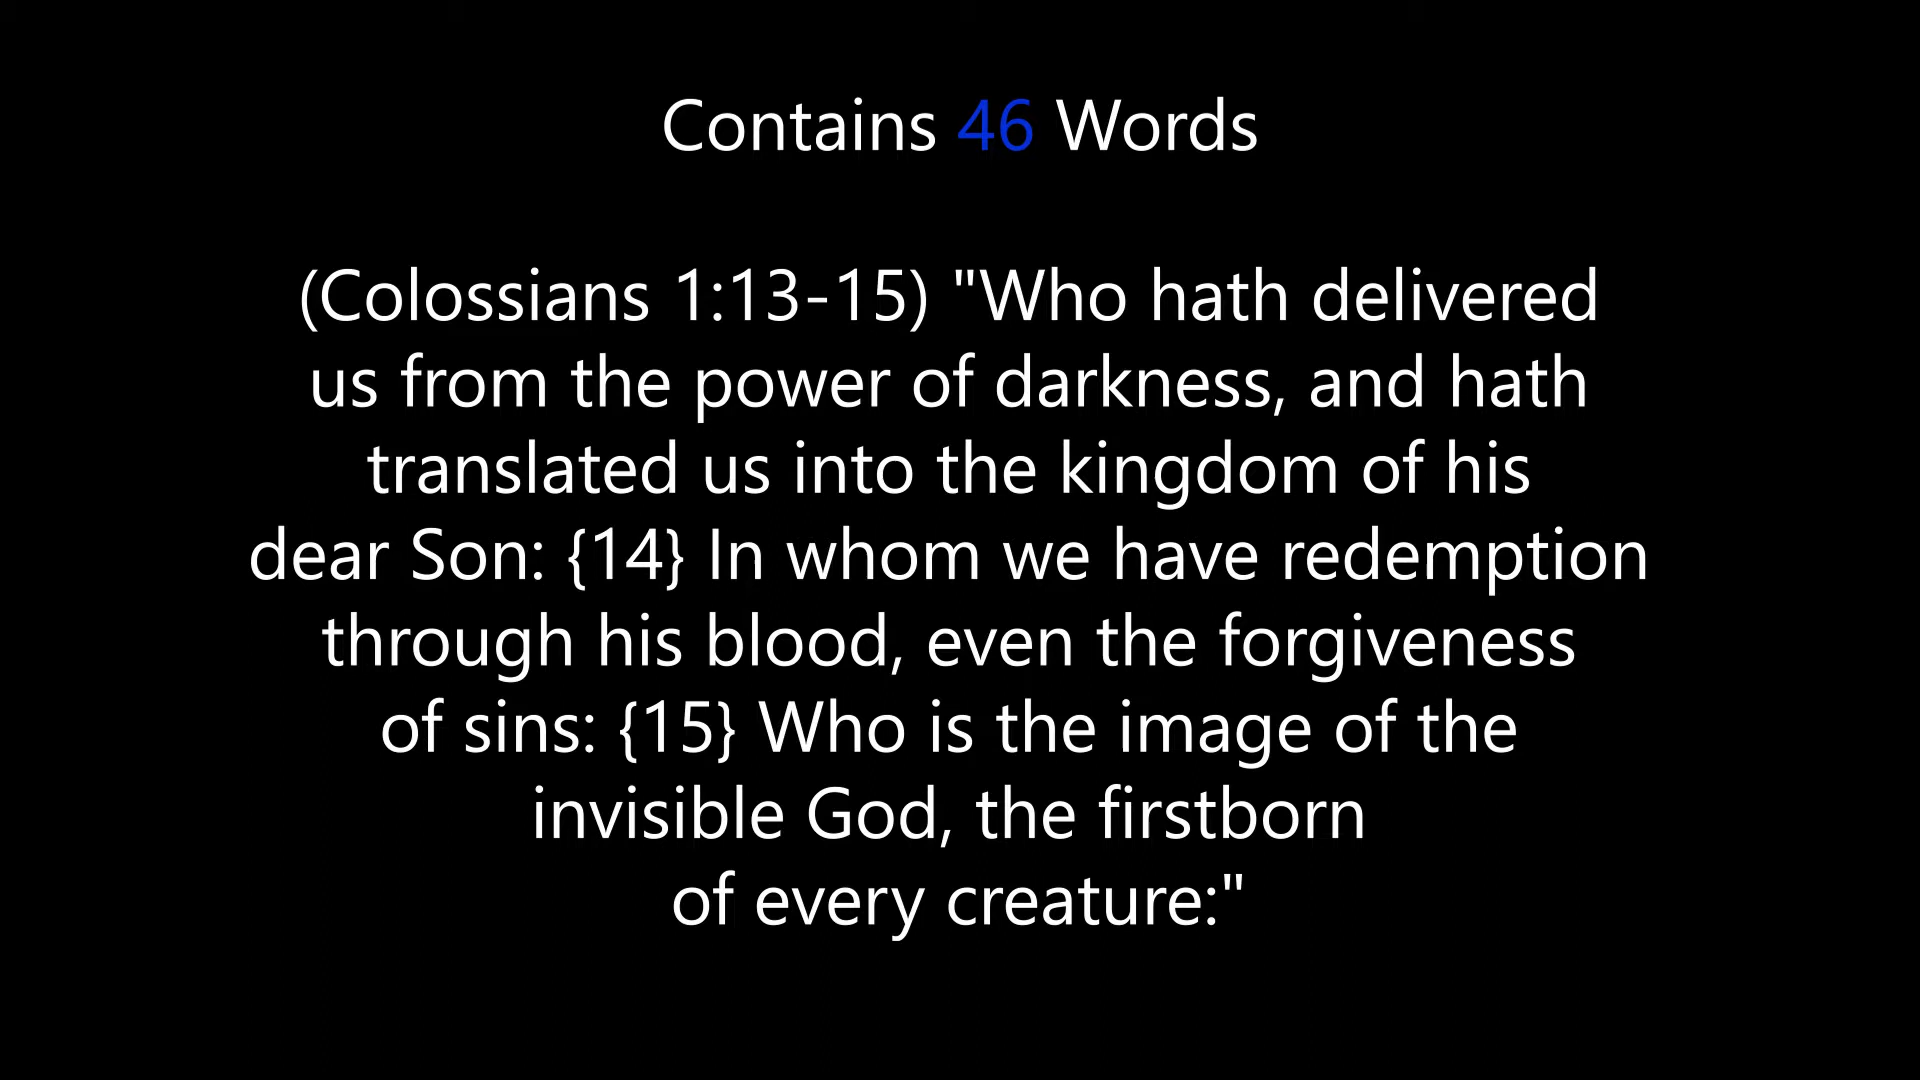 Contains 46 Words
(Colossians 1:13-15) "Who hath delivered
us from the power of darkness, and hath
translated us into the kingdom of his
dear Son: {14} In whom we have redemption
through his blood, even the forgiveness
of sins: {15} Who is the image of the
invisible God, the firstborn
of every creature:"